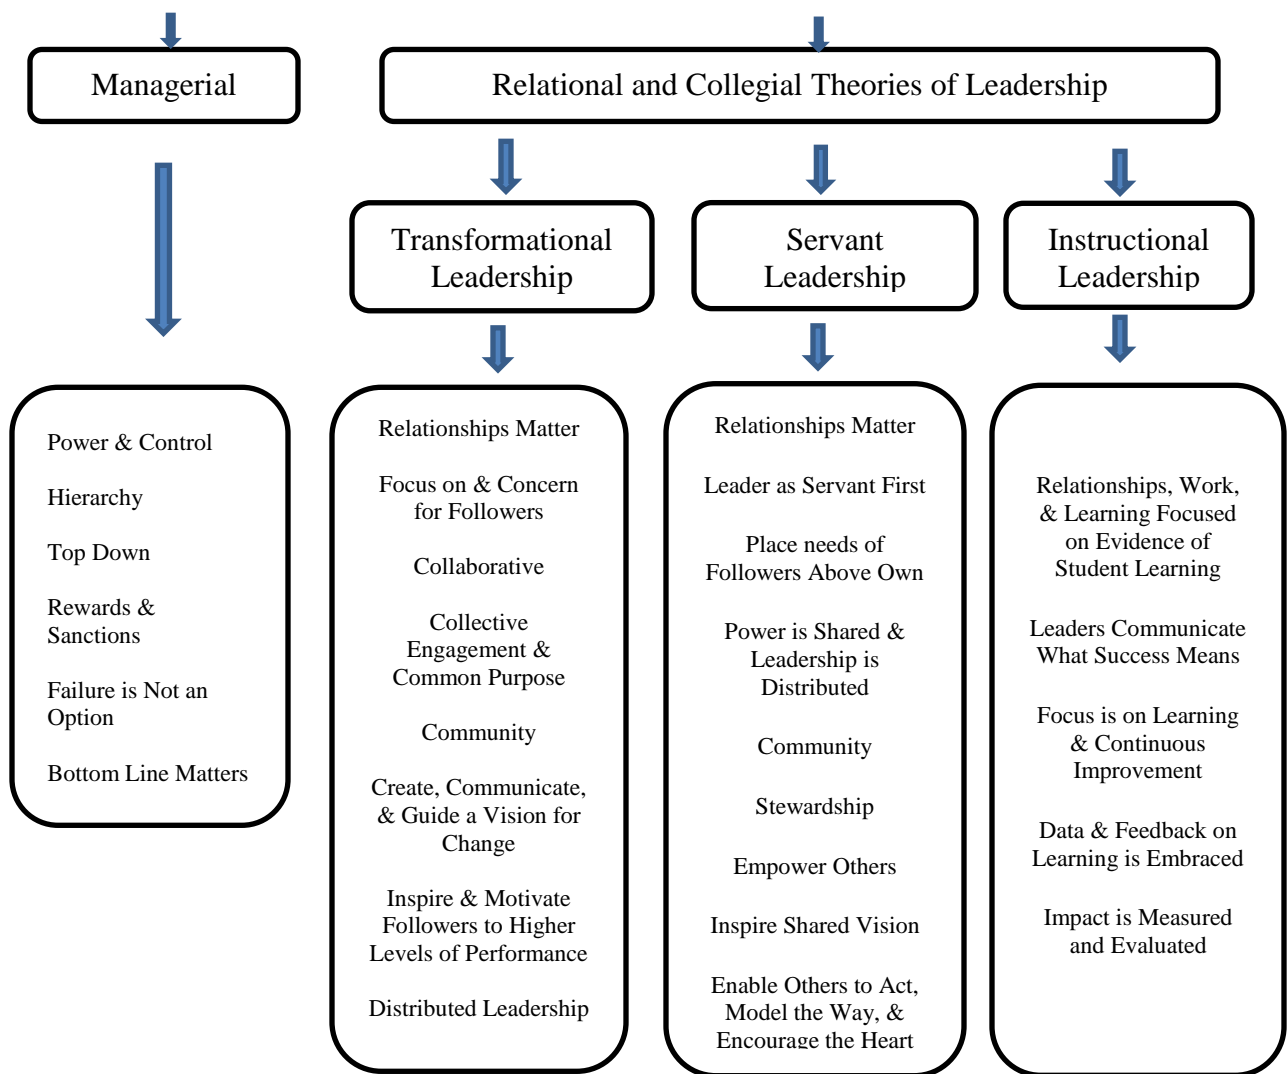 Managerial
Relational and Collegial Theories of Leadership
Transformational
Leadership
Servant
Leadership
Instructional
Leadership
Power & Control
Hierarchy
Top Down
Rewards &
Sanctions
Failure is Not an
Option
Bottom Line Matters
Relationships Matter
Focus on & Concern
for Followers
Collaborative
Collective
Engagement &
Common Purpose
Community
Create, Communicate,
& Guide a Vision for
Change
Inspire & Motivate
Followers to Higher
Levels of Performance
Distributed Leadership
Relationships Matter
Leader as Servant First
Place needs of
Followers Above Own
Power is Shared &
Leadership is
Distributed
Community
Stewardship
Empower Others
Inspire Shared Vision
Enable Others to Act,
Model the Way, &
Encourage the Heart
Relationships, Work,
& Learning Focused
on Evidence of
Student Learning
Leaders Communicate
What Success Means
Focus is on Learning
& Continuous
Improvement
Data & Feedback on
Learning is Embraced
Impact is Measured
and Evaluated